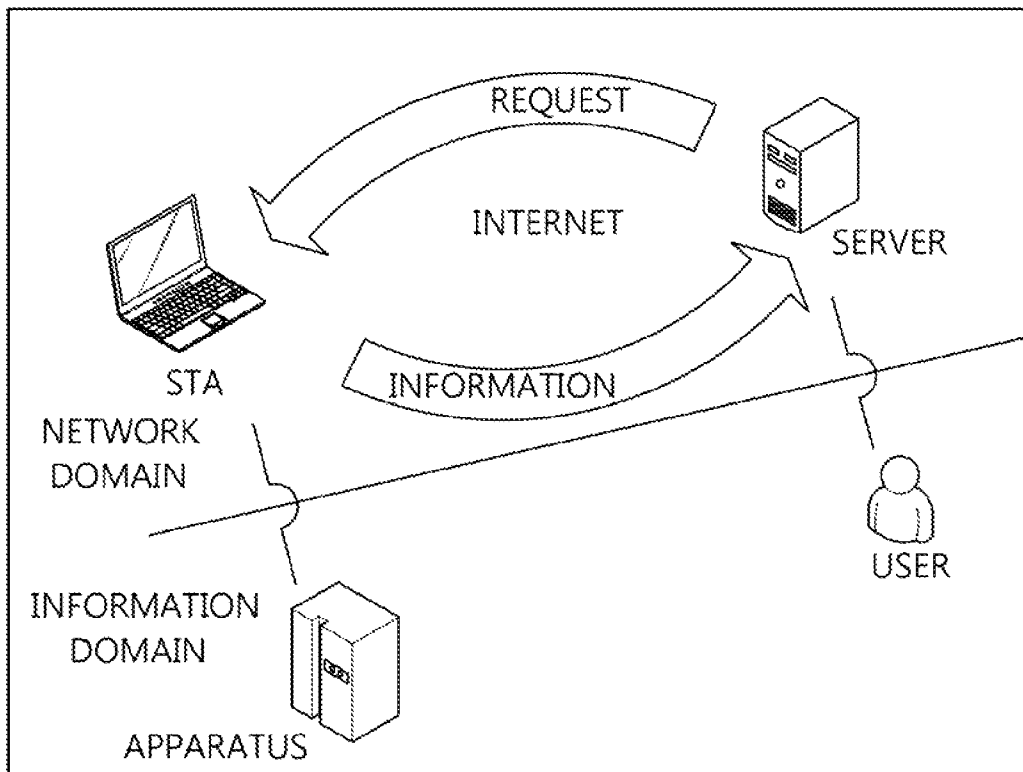 REQUEST
INTERNET
SERVER
STA
INFORMATION
NETWORK
DOMAIN
USER
INFORMATION
DOMAIN
APPARATUS